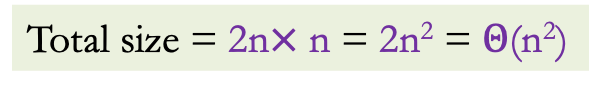 Total size = 2n× n = 2n² = Θ(n²)